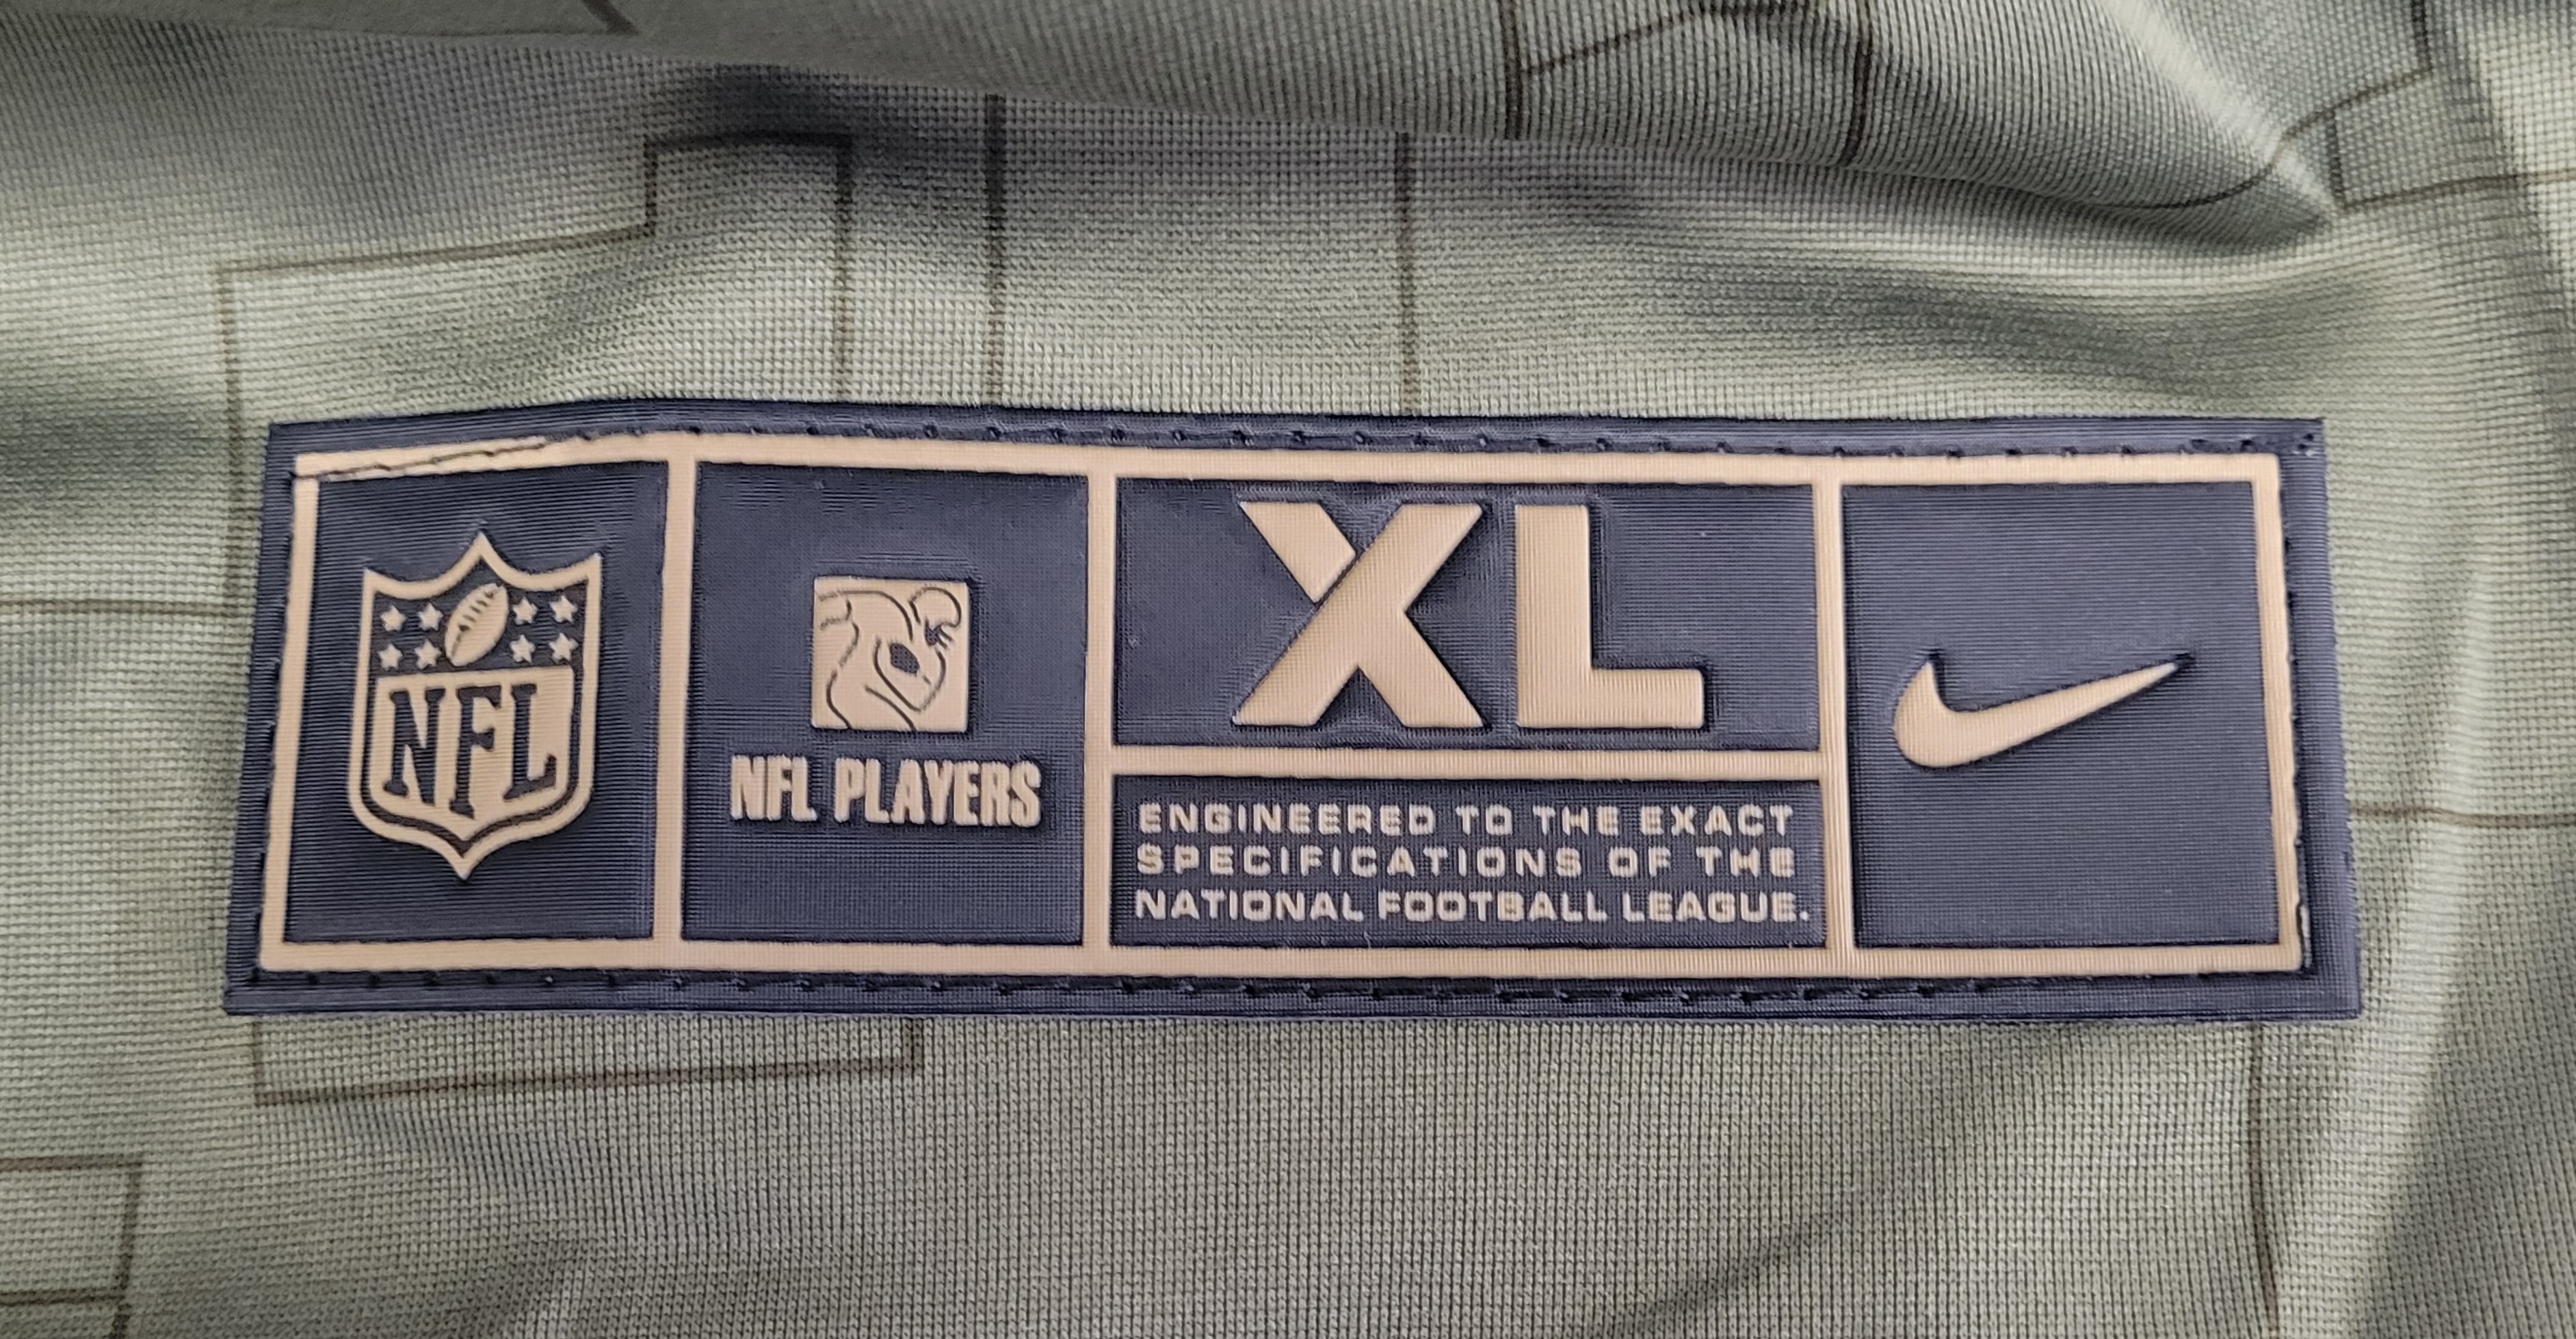 NFL
NFL PLAYERS
XL
ENGINEERED TO THE EXACT
SPECIFICATIONS OF THE
NATIONAL FOOTBALL LEAGUE.